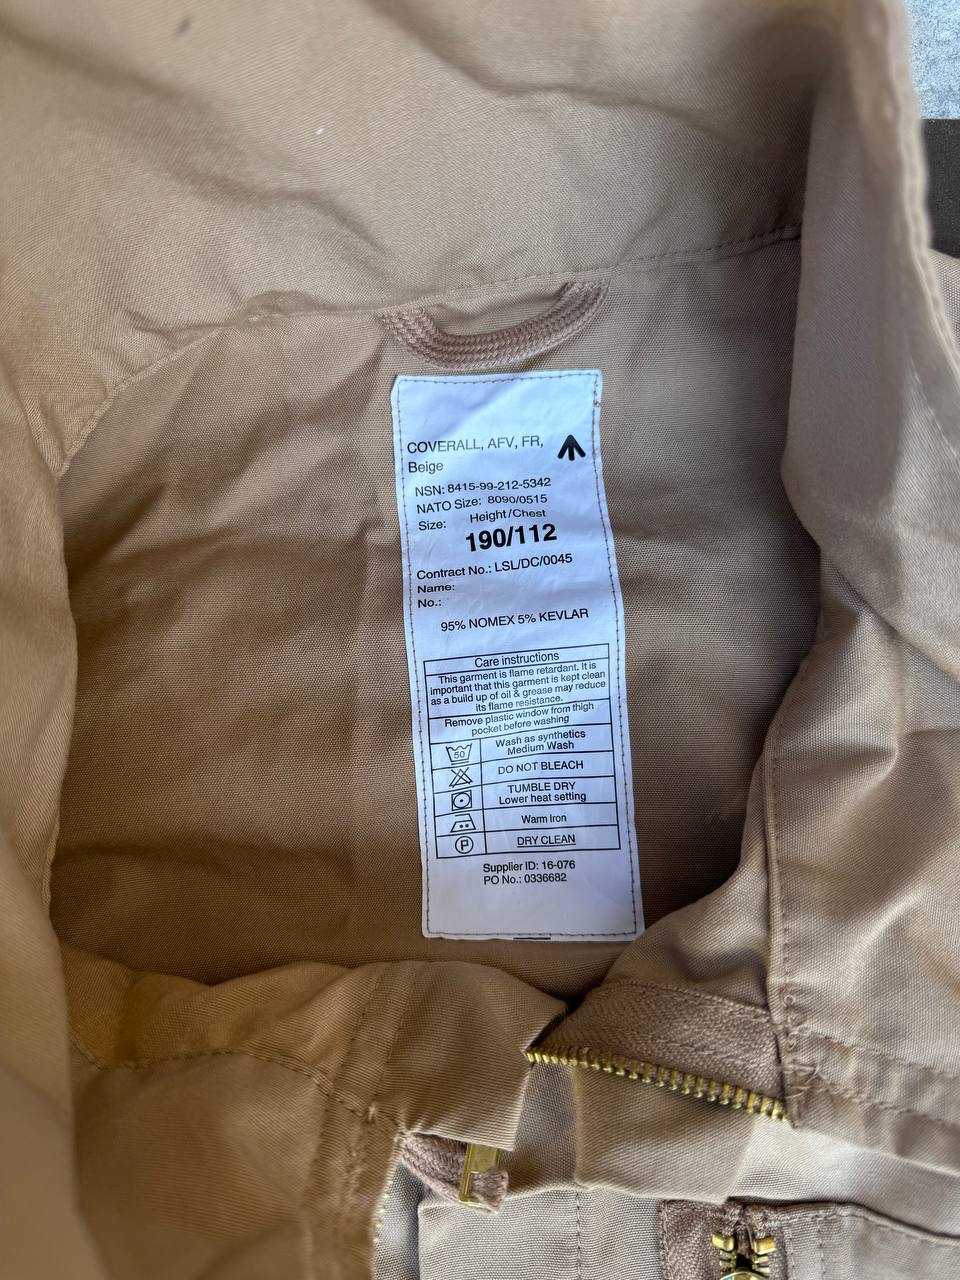 COVERALL, AFV, FR,
Beige
NSN: 8415-99-212-5342
NATO Size: 8090/0515
Size: Height/Chest
190/112
Contract No.: LSL/DC/0045
Name:
No.:
95% NOMEX 5% KEVLAR
Care instructions
This garment is flame retardant. It is
important that this garment is kept clean
as a build up of oil & grease may reduce
its flame resistance.
Remove plastic window from thigh
pocket before washing
50
Wash as synthetics
Medium Wash
DO NOT BLEACH
TUMBLE DRY
Lower heat setting
Warm Iron
P
DRY CLEAN
Supplier ID: 16-076
PO No.: 0336682